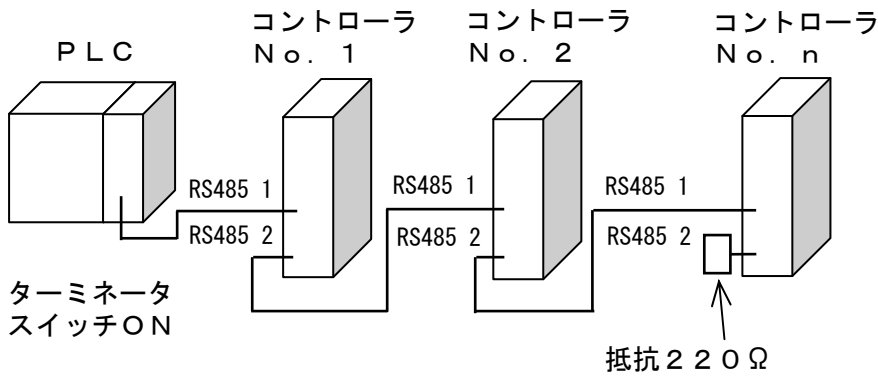 PLC
コントローラ
No. 1
コントローラ
No. 2
コントローラ
No. n
RS485 1
RS485 2
RS485 1
RS485 2
RS485 1
RS485 2
ターミネータ
スイッチON
抵抗220Ω